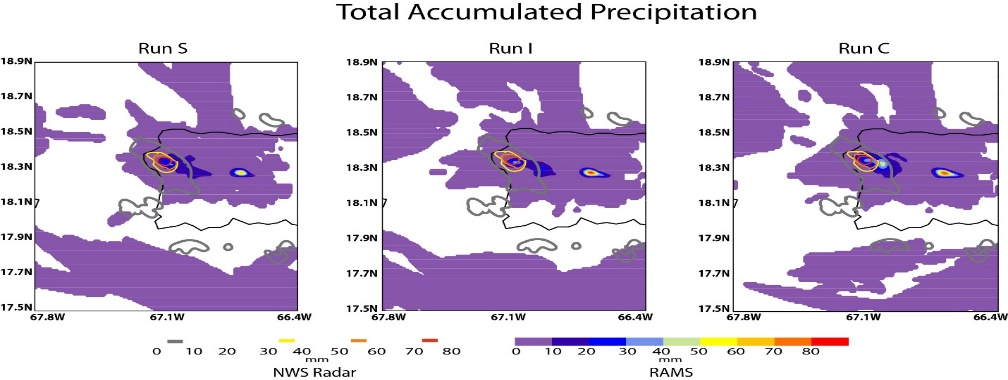 Total Accumulated Precipitation
Run S Run I Run C
18.9N 18.9N 18.9N
18.7N 18.7N 18.7N
18.5N 18.5N 18.5N
18.3N 18.3N 18.3N
18.1N 18.1N 18.1N
17.9N 17.9N 17.9N
17.7N 17.7N 17.7N
17.5N 17.5N 17.5N
67.8W 67.1W 66.4W 67.8W 67.1W 66.4W 67.8W 67.1W 66.4W
0 10 20 30 40 50 60 70 80 0 10 20 30 40 50 60 70 80
mm mm
NWS Radar RAMS